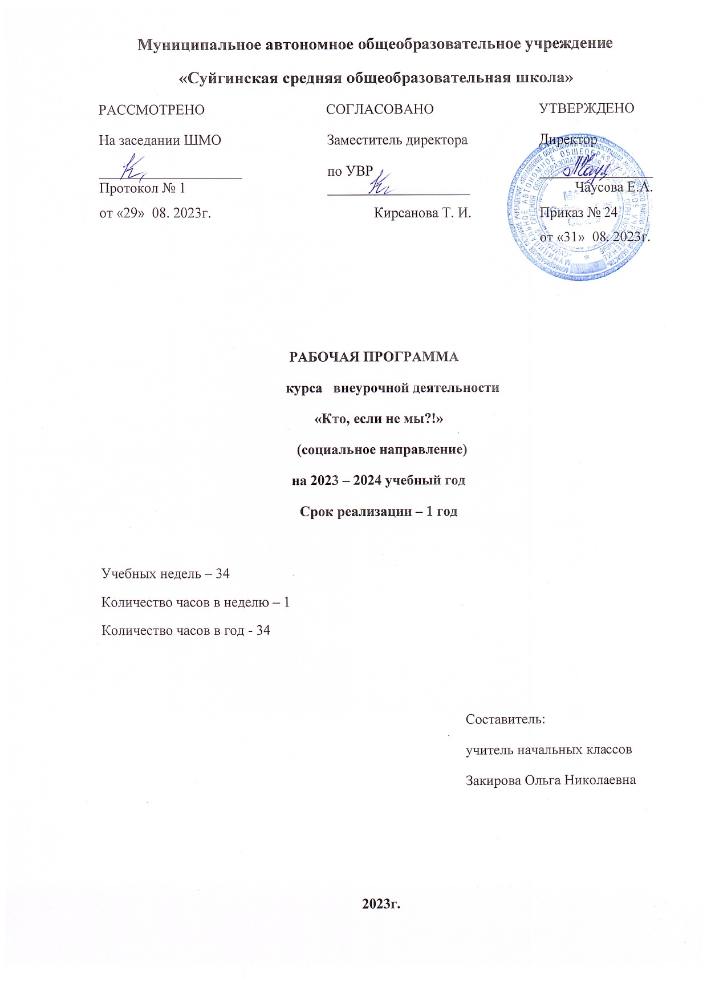 Муниципальное автономное общеобразовательное учреждение
«Суйгинская средняя общеобразовательная школа»
РАССМОТРЕНО
На заседании ШМО
Протокол № 1
от «29» 08. 2023г.
СОГЛАСОВАНО
Заместитель директора
по УВР
Кирсанова Т. И.
УТВЕРЖДЕНО
Директор
Чаусова Е.А.
Приказ № 24
от «31» 08. 2023г.
РАБОЧАЯ ПРОГРАММА
курса внеурочной деятельности
«Кто, если не мы?!»
(социальное направление)
на 2023 – 2024 учебный год
Срок реализации – 1 год
Учебных недель – 34
Количество часов в неделю – 1
Количество часов в год - 34
Составитель:
учитель начальных классов
Закирова Ольга Николаевна
2023г.